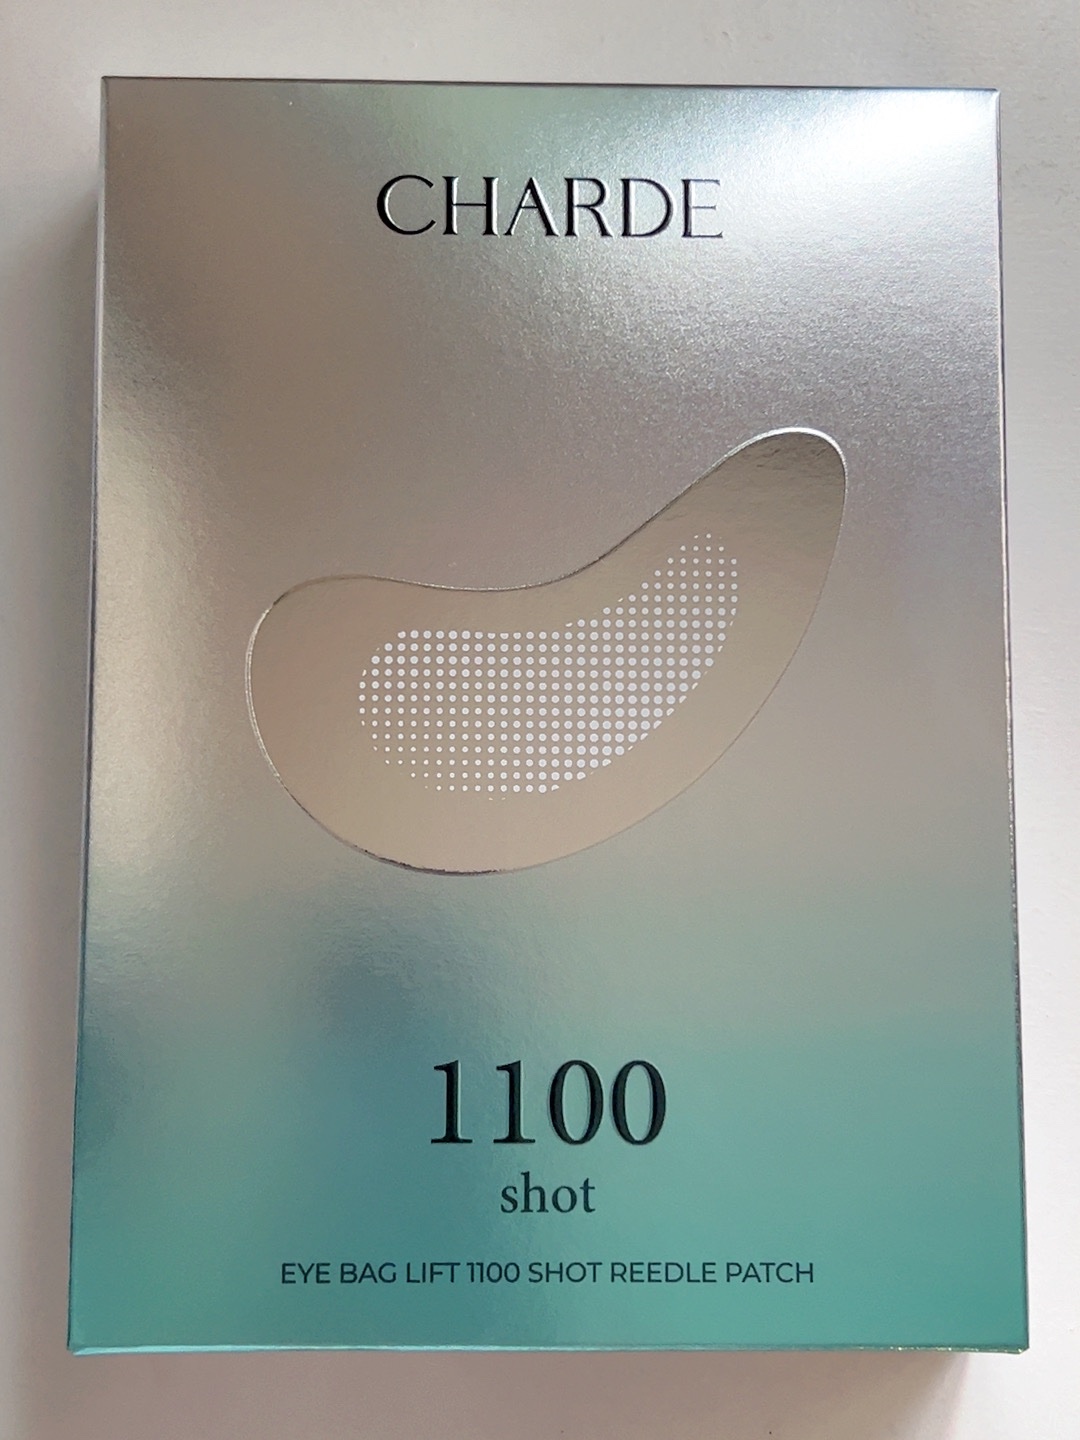 CHARDE
1100
shot
EYE BAG LIFT 1100 SHOT REEDLE PATCH